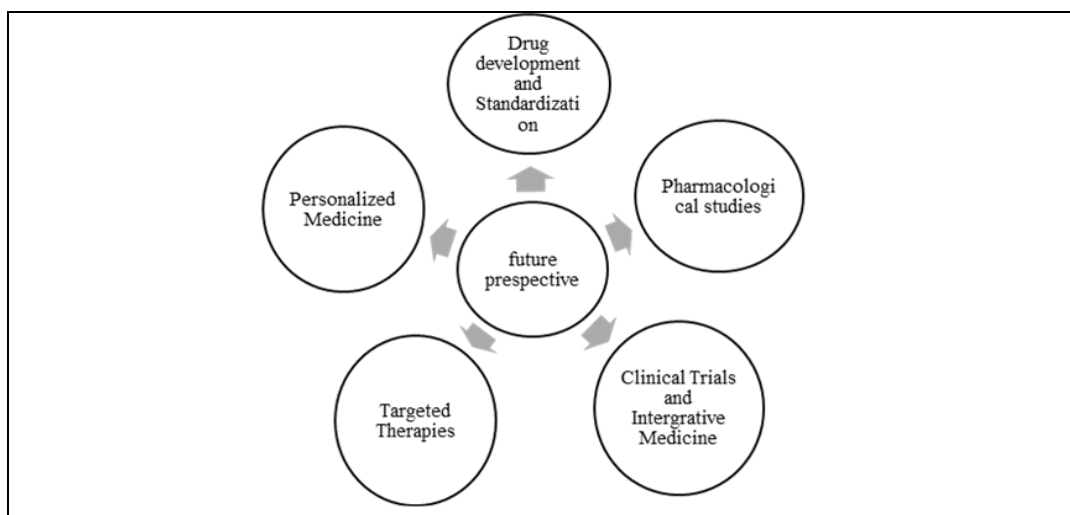 Drug
development
and
Standardizati
on
Personalized
Medicine
Pharmacologi
cal studies
future
prespective
Targeted
Therapies
Clinical Trials
and
Intergrative
Medicine